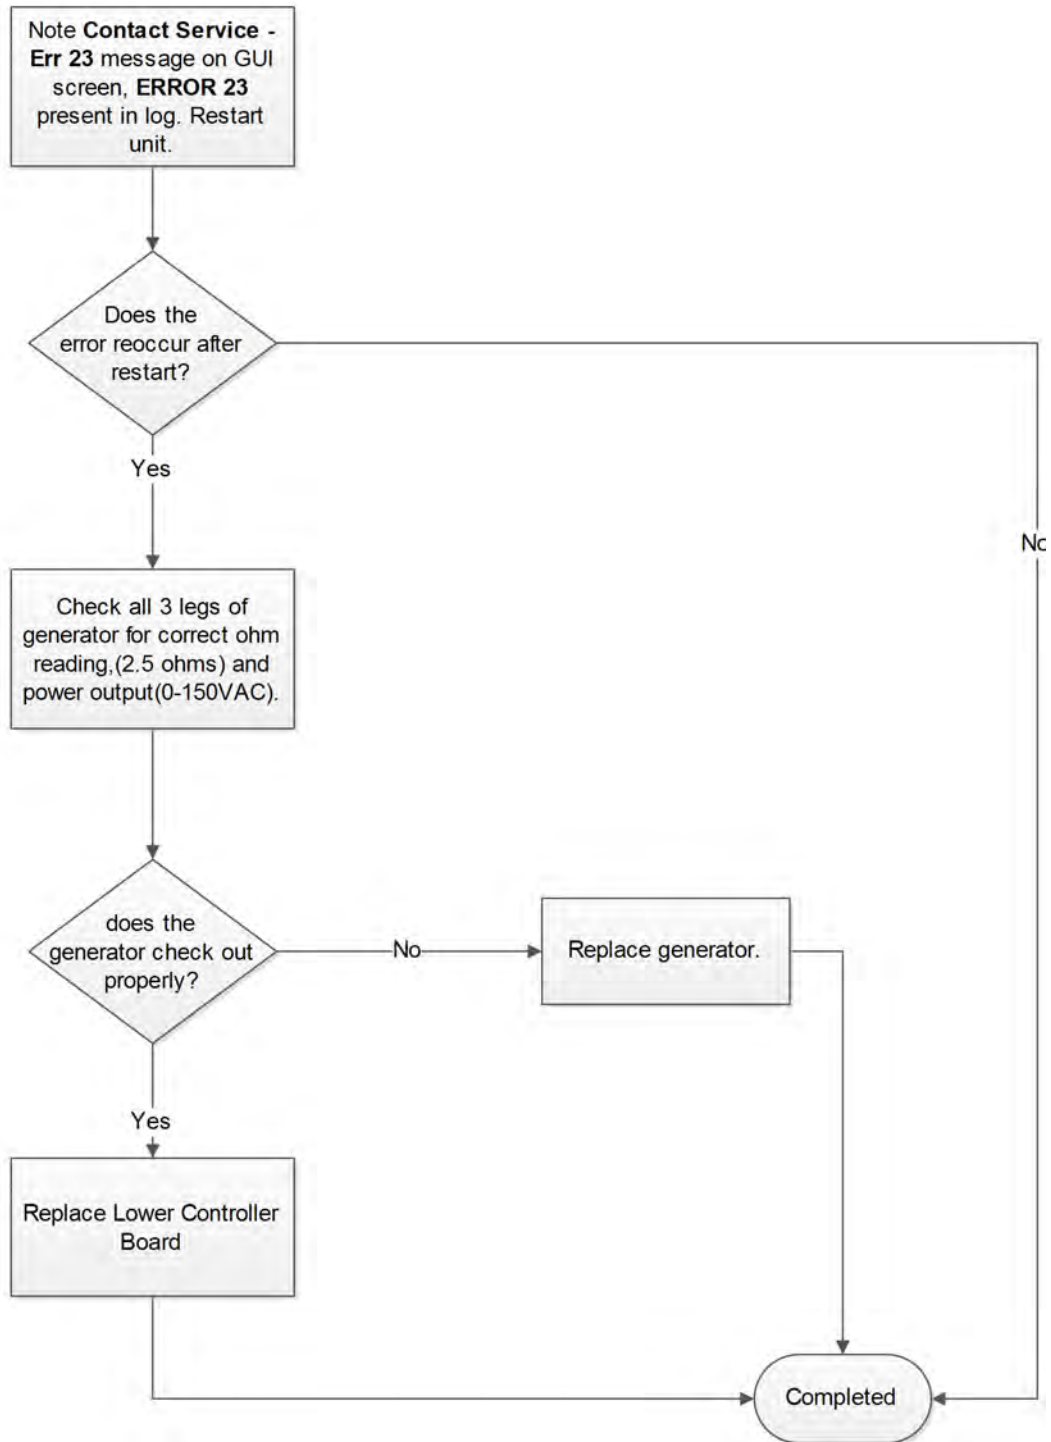 Note Contact Service -
Err 23 message on GUI
screen, ERROR 23
present in log. Restart
unit.
Does the
error reoccur after
restart?
Yes
No
Check all 3 legs of
generator for correct ohm
reading,(2.5 ohms) and
power output(0-150VAC).
does the
generator check out
properly?
No
Replace generator.
Yes
Replace Lower Controller
Board
Completed